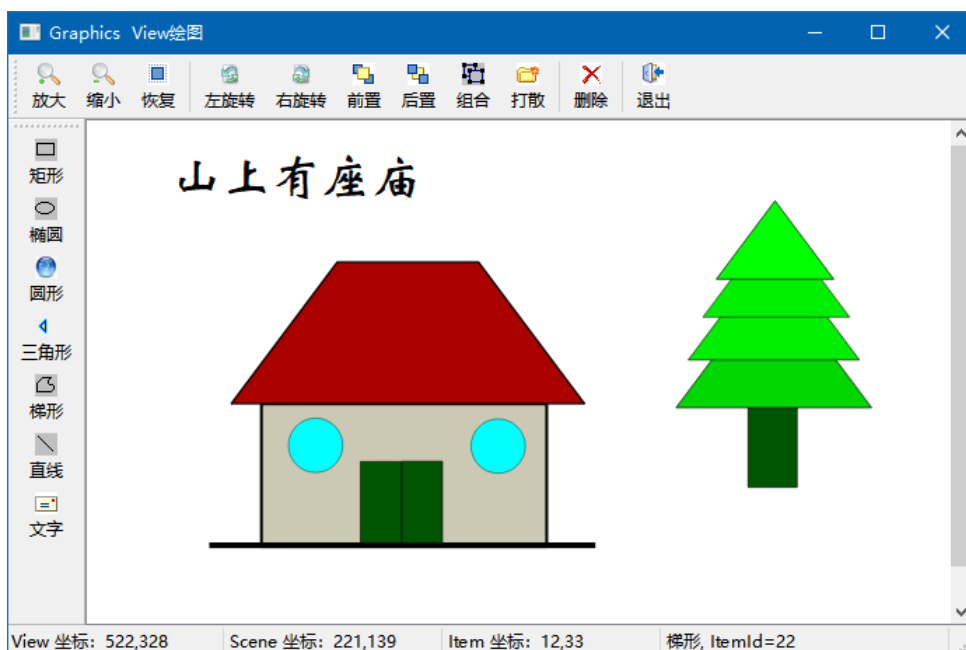 Graphics View绘图
放大 缩小 恢复 左旋转 右旋转 前置 后置 组合 打散 删除 退出
矩形
椭圆
圆形
三角形
梯形
直线
文字
山上有座庙
View 坐标: 522,328 Scene 坐标: 221,139 Item 坐标: 12,33 梯形, ItemId=22